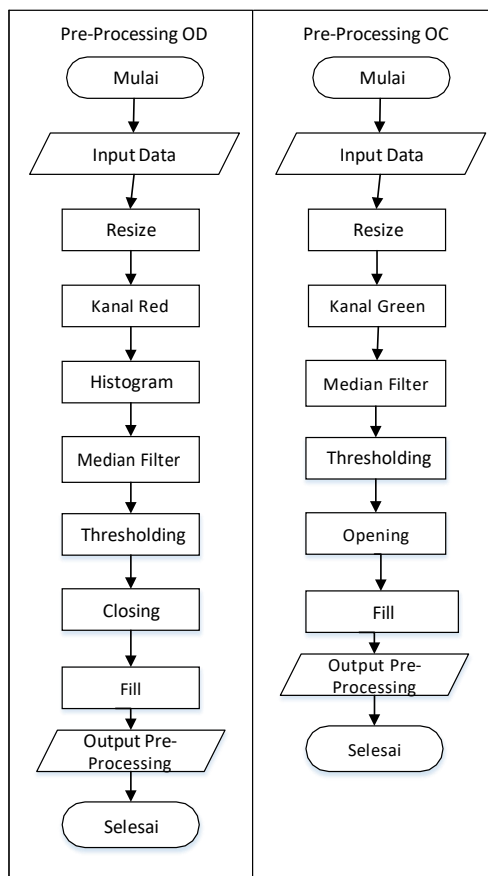 Pre-Processing OD
Mulai
Input Data
Resize
Kanal Red
Histogram
Median Filter
Thresholding
Closing
Fill
Output Pre-
Processing
Selesai
Pre-Processing OC
Mulai
Input Data
Resize
Kanal Green
Median Filter
Thresholding
Opening
Fill
Output Pre-
Processing
Selesai